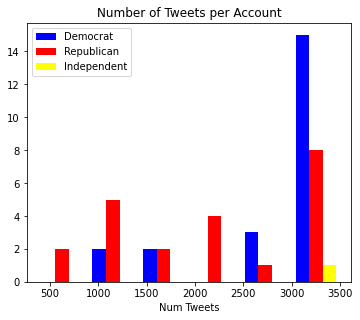 Number of Tweets per Account
Democrat
Republican
Independent
14
12
10
8
6
4
2
0
500 1000 1500 2000 2500 3000 3500
Num Tweets